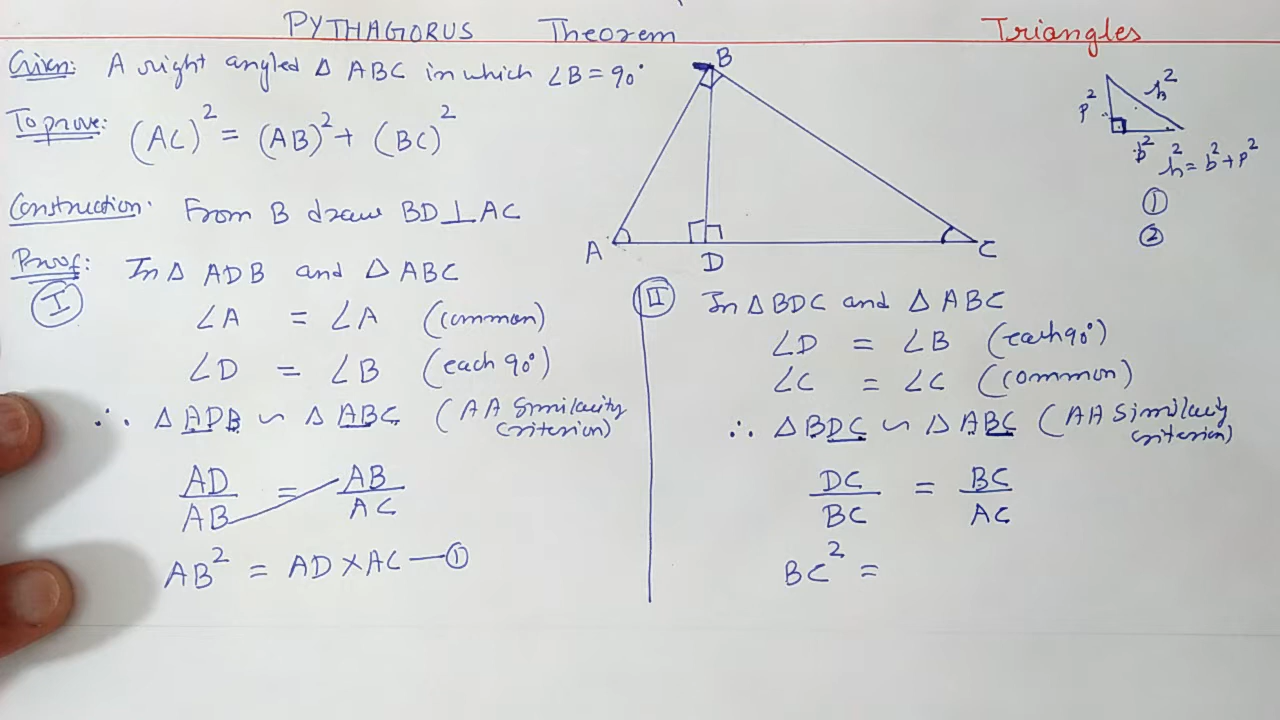 PYTHAGORUS Theorem
Triangles
Given: A right angled Δ ABC in which ∠B = 90°
To prove: (AC)² = (AB)² + (BC)²
Construction: From B draw BD⊥AC
B
A
D
C
p²
h²
b²
h² = b² + p²
①
②
Proof: In Δ ADB and Δ ABC
Ⓘ
∠A = ∠A (common)
∠D = ∠B (each 90°)
∴ Δ ADB ~ Δ ABC (AA Similarity
criterion)
AD/AB = AB/AC
AB² = AD × AC — ①
II In Δ BDC and Δ ABC
∠D = ∠B (each 90°)
∠C = ∠C (common)
∴ Δ BDC ~ Δ ABC (AA Similarity
criterion)
DC/BC = BC/AC
BC² =